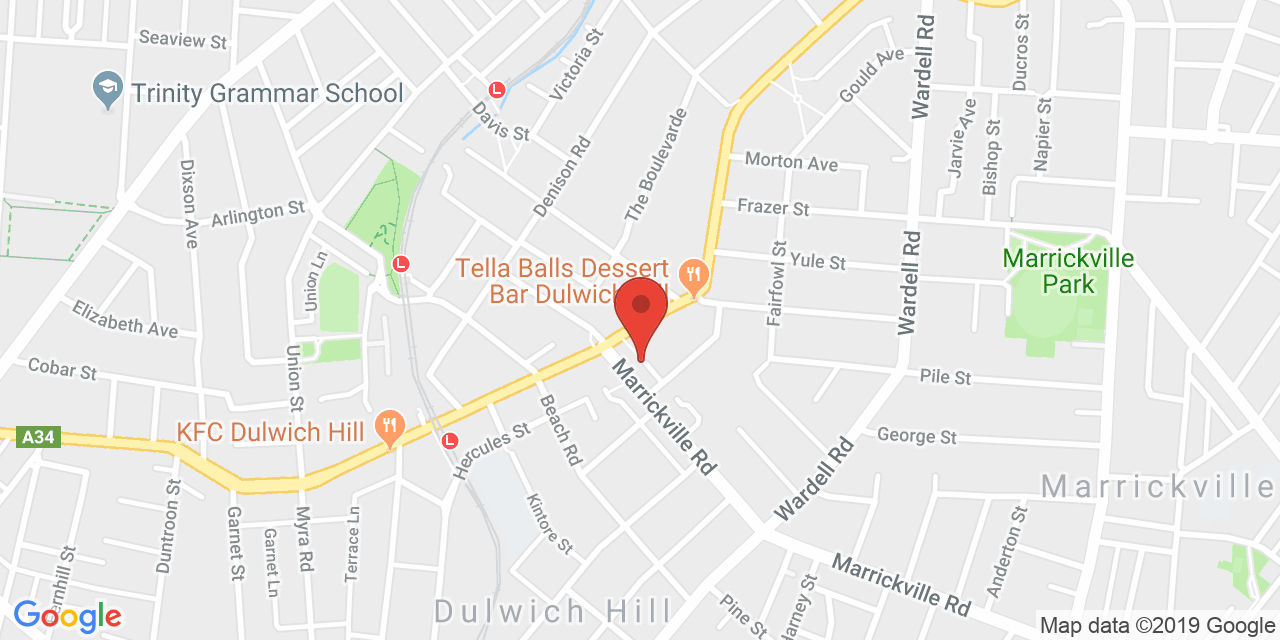 Seaview St
Trinity Grammar School
Victoria St
Davis St
Denison Rd
The Boulevarde
Gould Ave
Wardell Rd
Ducros St
Jarvie Ave
Bishop St
Napier St
Morton Ave
Frazer St
Dixson Ave
Arlington St
Union Ln
Tella Balls Dessert
Bar Dulwich
Yule St
Fairfowl St
Wardell Rd
Marrickville
Park
Elizabeth Ave
Cobar St
Union St
Pile St
A34
KFC Dulwich Hill
Hercules St
Beach Rd
Marrickville Rd
Wardell Rd
George St
Marrickville
Duntroon St
Garnet St
Garnet Ln
Myra Rd
Terrace Ln
Kintore St
Anderton St
Marrickville Rd
Dulwich Hill
Pine St
Google
Map data ©2019 Google
L
L
L